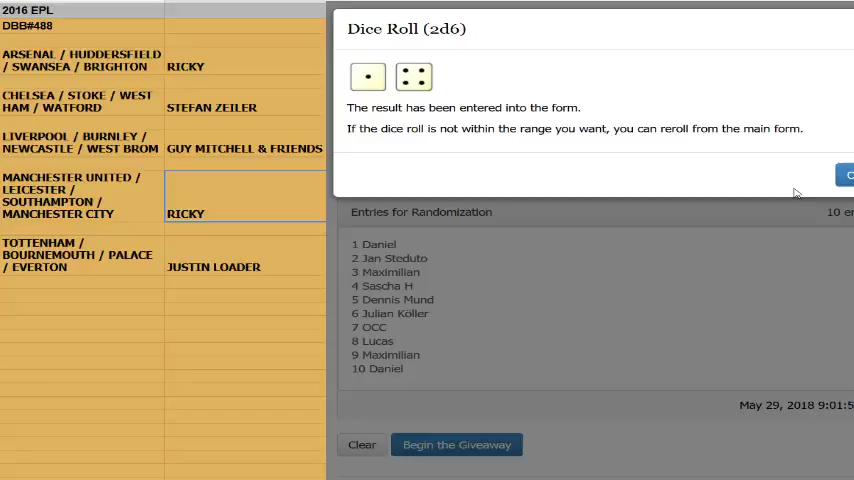 2016 EPL
DBB#488
ARSENAL / HUDDERSFIELD
/ SWANSEA / BRIGHTON RICKY
CHELSEA / STOKE / WEST
HAM / WATFORD STEFAN ZEILER
LIVERPOOL / BURNLEY /
NEWCASTLE / WEST BROM GUY MITCHELL & FRIENDS
MANCHESTER UNITED /
LEICESTER /
SOUTHAMPTON /
MANCHESTER CITY RICKY
TOTTENHAM /
BOURNEMOUTH / PALACE
/ EVERTON JUSTIN LOADER
Dice Roll (2d6)
The result has been entered into the form.
If the dice roll is not within the range you want, you can reroll from the main form.
Entries for Randomization 10
1 Daniel
2 Jan Steduto
3 Maximilian
4 Sascha H
5 Dennis Mund
6 Julian Köller
7 OCC
8 Lucas
9 Maximilian
10 Daniel
May 29, 2018 9:01:5
Clear
Begin the Giveaway